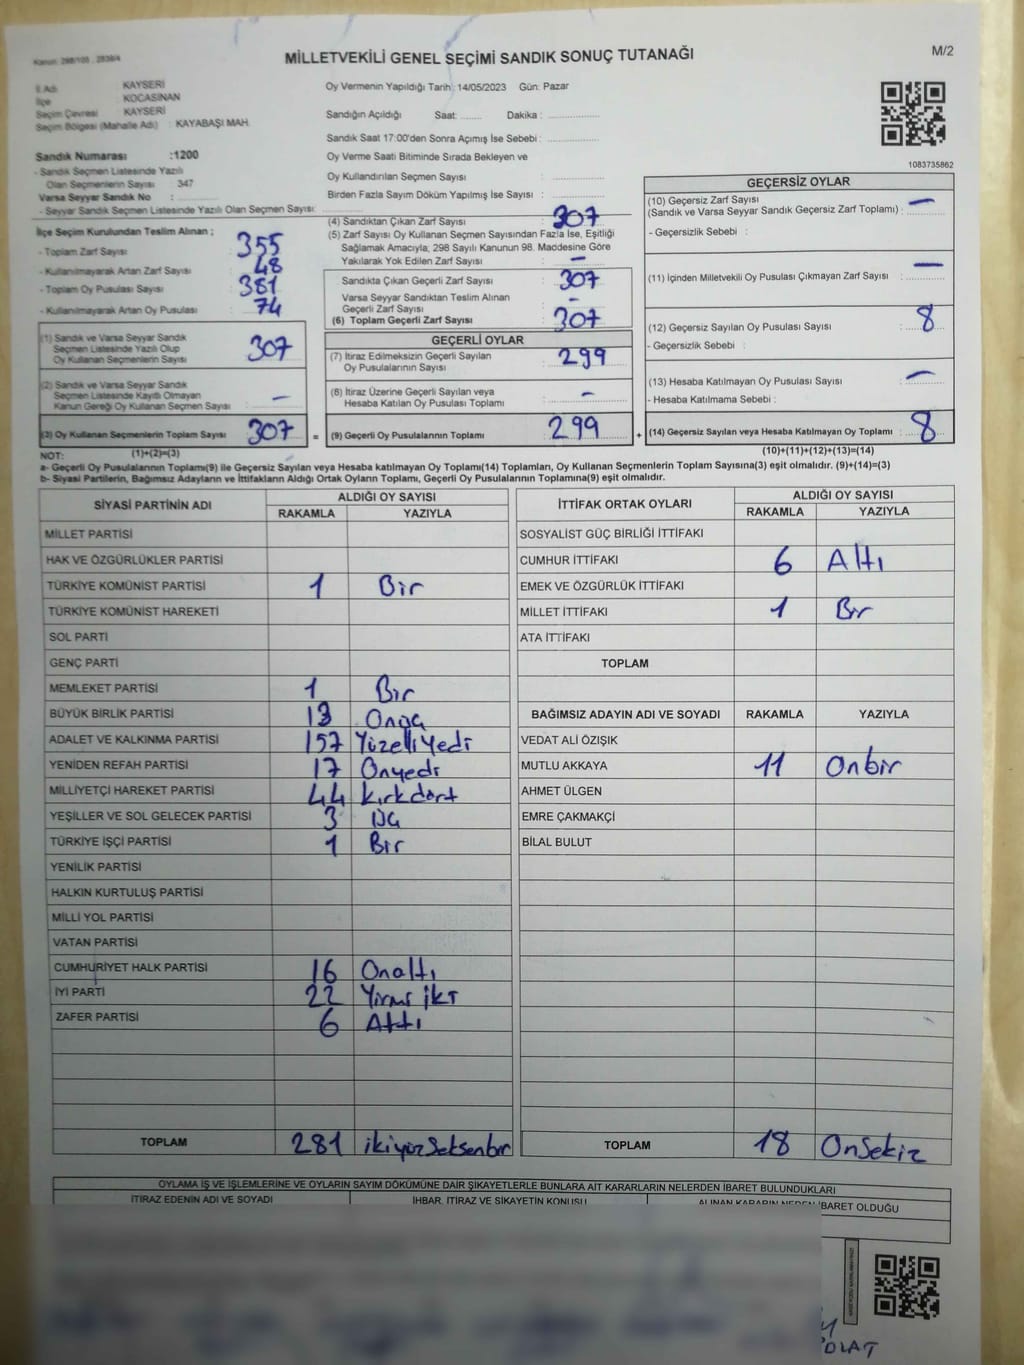 Kanun: 298/105 , 2839/4
MİLLETVEKİLİ GENEL SEÇİMİ SANDIK SONUÇ TUTANAĞI
M/2
İl Adı : KAYSERİ
İlçe : KOCASİNAN
Seçim Çevresi : KAYSERİ
Seçim Bölgesi (Mahalle Adı) : KAYABAŞI MAH.
Sandık Numarası :1200
- Sandık Seçmen Listesinde Yazılı
Olan Seçmenlerin Sayısı : 347
Varsa Seyyar Sandık No :
- Seyyar Sandık Seçmen Listesinde Yazılı Olan Seçmen Sayısı:
Oy Vermenin Yapıldığı Tarih: 14/05/2023 Gün: Pazar
Sandığın Açıldığı Saat: Dakika :
Sandık Saat 17:00'den Sonra Açımış İse Sebebi :
Oy Verme Saati Bitiminde Sırada Bekleyen ve
Oy Kullandırılan Seçmen Sayısı :
Birden Fazla Sayım Döküm Yapılmış İse Sayısı :
1083735862
İlçe Seçim Kurulundan Teslim Alınan ;
- Toplam Zarf Sayısı : 355
- Kullanılmayarak Artan Zarf Sayısı : 48
- Toplam Oy Pusulası Sayısı : 381
- Kullanılmayarak Artan Oy Pusulası : 74
(1) Sandık ve Varsa Seyyar Sandık
Seçmen Listesinde Yazılı Olup
Oy Kullanan Seçmenlerin Sayısı : 307
(2) Sandık ve Varsa Seyyar Sandık
Seçmen Listesinde Kayıtlı Olmayan
Kanun Gereği Oy Kullanan Seçmen Sayısı : -
(3) Oy Kullanan Seçmenlerin Toplam Sayısı : 307
(1)+(2)=(3)
(4) Sandıktan Çıkan Zarf Sayısı : 307
(5) Zarf Sayısı Oy Kullanan Seçmen Sayısından Fazla İse, Eşitliği
Sağlamak Amacıyla; 298 Sayılı Kanunun 98. Maddesine Göre
Yakılarak Yok Edilen Zarf Sayısı : -
Sandıkta Çıkan Geçerli Zarf Sayısı : 307
Varsa Seyyar Sandıktan Teslim Alınan
Geçerli Zarf Sayısı : -
(6) Toplam Geçerli Zarf Sayısı : 307
GEÇERLİ OYLAR
(7) İtiraz Edilmeksizin Geçerli Sayılan
Oy Pusulalarının Sayısı : 299
(8) İtiraz Üzerine Geçerli Sayılan veya
Hesaba Katılan Oy Pusulası Toplamı : -
= (9) Geçerli Oy Pusulalarının Toplamı : 299 +
GEÇERSİZ OYLAR
(10) Geçersiz Zarf Sayısı
(Sandık ve Varsa Seyyar Sandık Geçersiz Zarf Toplamı) : -
- Geçersizlik Sebebi :
(11) İçinden Milletvekili Oy Pusulası Çıkmayan Zarf Sayısı : -
(12) Geçersiz Sayılan Oy Pusulası Sayısı : 8
- Geçersizlik Sebebi :
(13) Hesaba Katılmayan Oy Pusulası Sayısı : -
- Hesaba Katılmama Sebebi :
(14) Geçersiz Sayılan veya Hesaba Katılmayan Oy Toplamı : 8
(10)+(11)+(12)+(13)=(14)
NOT:
a- Geçerli Oy Pusulalarının Toplamı(9) ile Geçersiz Sayılan veya Hesaba katılmayan Oy Toplamı(14) Toplamları, Oy Kullanan Seçmenlerin Toplam Sayısına(3) eşit olmalıdır. (9)+(14)=(3)
b- Siyasi Partilerin, Bağımsız Adayların ve İttifakların Aldığı Ortak Oyların Toplamı, Geçerli Oy Pusulalarının Toplamına(9) eşit olmalıdır.
SİYASİ PARTİNİN ADI ALDIĞI OY SAYISI
RAKAMLA YAZIYLA
MİLLET PARTİSİ
HAK VE ÖZGÜRLÜKLER PARTİSİ
TÜRKİYE KOMÜNİST PARTİSİ 1 Bir
TÜRKİYE KOMÜNİST HAREKETİ
SOL PARTİ
GENÇ PARTİ
MEMLEKET PARTİSİ 1 Bir
BÜYÜK BİRLİK PARTİSİ 13 Onüç
ADALET VE KALKINMA PARTİSİ 157 Yüzelliyedi
YENİDEN REFAH PARTİSİ 17 Onyedi
MİLLİYETÇİ HAREKET PARTİSİ 44 kırkdört
YEŞİLLER VE SOL GELECEK PARTİSİ 3 Üç
TÜRKİYE İŞÇİ PARTİSİ 1 Bir
YENİLİK PARTİSİ
HALKIN KURTULUŞ PARTİSİ
MİLLİ YOL PARTİSİ
VATAN PARTİSİ
CUMHURİYET HALK PARTİSİ 16 Onaltı
İYİ PARTİ 22 Yirmi iki
ZAFER PARTİSİ 6 Altı
TOPLAM 281 ikiyüzseksenbir
İTTİFAK ORTAK OYLARI ALDIĞI OY SAYISI
RAKAMLA YAZIYLA
SOSYALİST GÜÇ BİRLİĞİ İTTİFAKI
CUMHUR İTTİFAKI 6 Altı
EMEK VE ÖZGÜRLÜK İTTİFAKI
MİLLET İTTİFAKI 1 Bir
ATA İTTİFAKI
TOPLAM
BAĞIMSIZ ADAYIN ADI VE SOYADI RAKAMLA YAZIYLA
VEDAT ALİ ÖZIŞIK
MUTLU AKKAYA 11 Onbir
AHMET ÜLGEN
EMRE ÇAKMAKÇİ
BİLAL BULUT
TOPLAM 18 OnSekiz
OYLAMA İŞ VE İŞLEMLERİNE VE OYLARIN SAYIM DÖKÜMÜNE DAİR ŞİKAYETLERLE BUNLARA AİT KARARLARIN NELERDEN İBARET BULUNDUKLARI
İTİRAZ EDENİN ADI VE SOYADI İHBAR, İTİRAZ VE ŞİKAYETİN KONUSU ALINAN KARARIN NEDEN İBARET OLDUĞU
POLAT